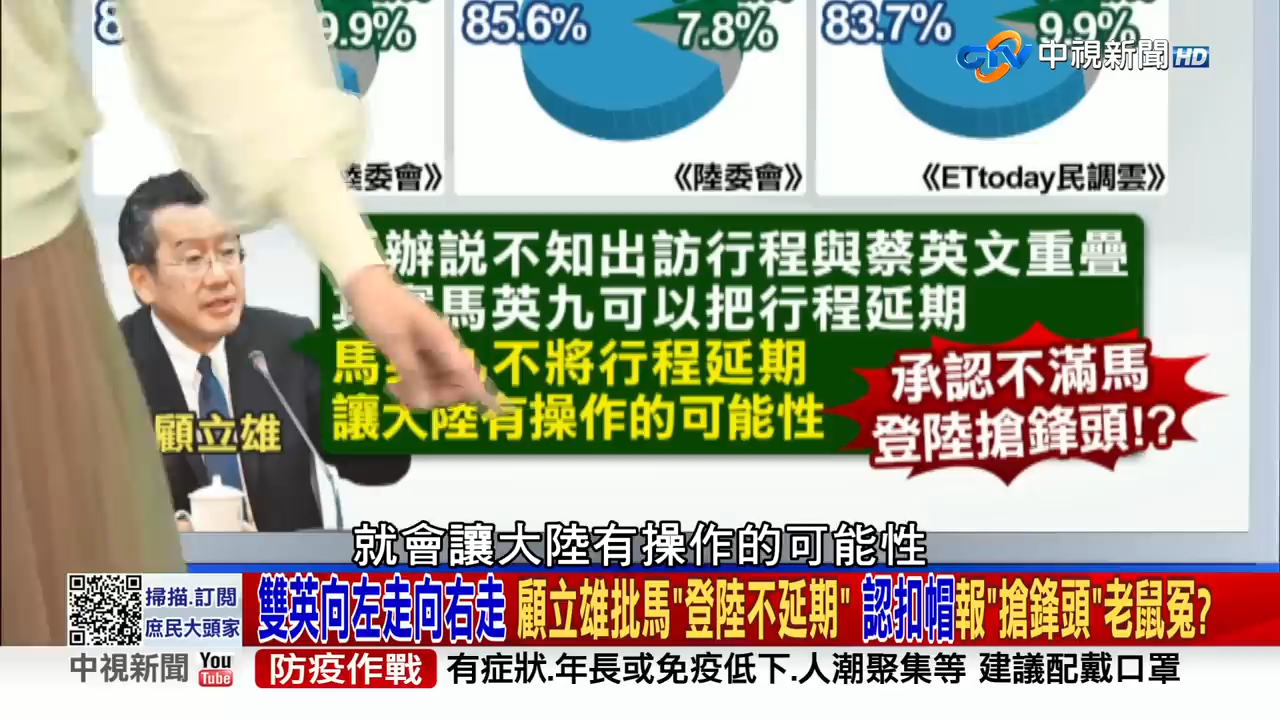 85.6%
7.8%
83.7%
9.9%
9.9%
CTV 中視新聞 HD
陸委會》
《陸委會》
《ETtoday民調雲》
辦説不知出訪行程與蔡英文重疊
馬英九可以把行程延期
馬 不將行程延期
讓大陸有操作的可能性
承認不滿馬
登陸搶鋒頭!?
顧立雄
就會讓大陸有操作的可能性
掃描.訂閱
庶民大頭家
雙英向左走向右走 顧立雄批馬"登陸不延期" 認扣帽報"搶鋒頭"老鼠冤?
中視新聞 YouTube
防疫作戰 有症狀.年長或免疫低下.人潮聚集等 建議配戴口罩